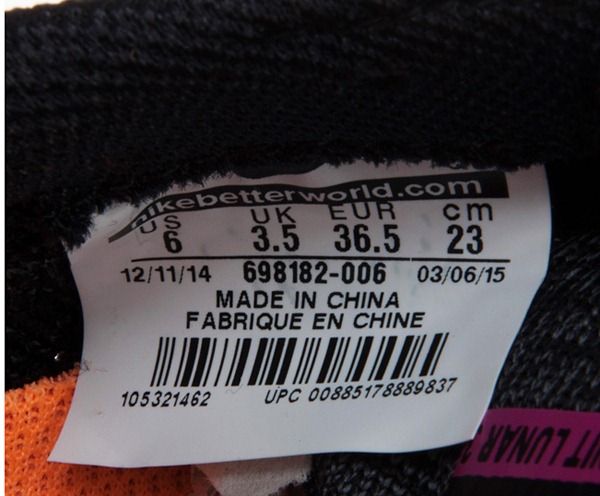 nikebetterworld.com
US UK EUR cm
6 3.5 36.5 23
12/11/14 698182-006 03/06/15
MADE IN CHINA
FABRIQUE EN CHINE
105321462 UPC 00885178889837
LUNAR